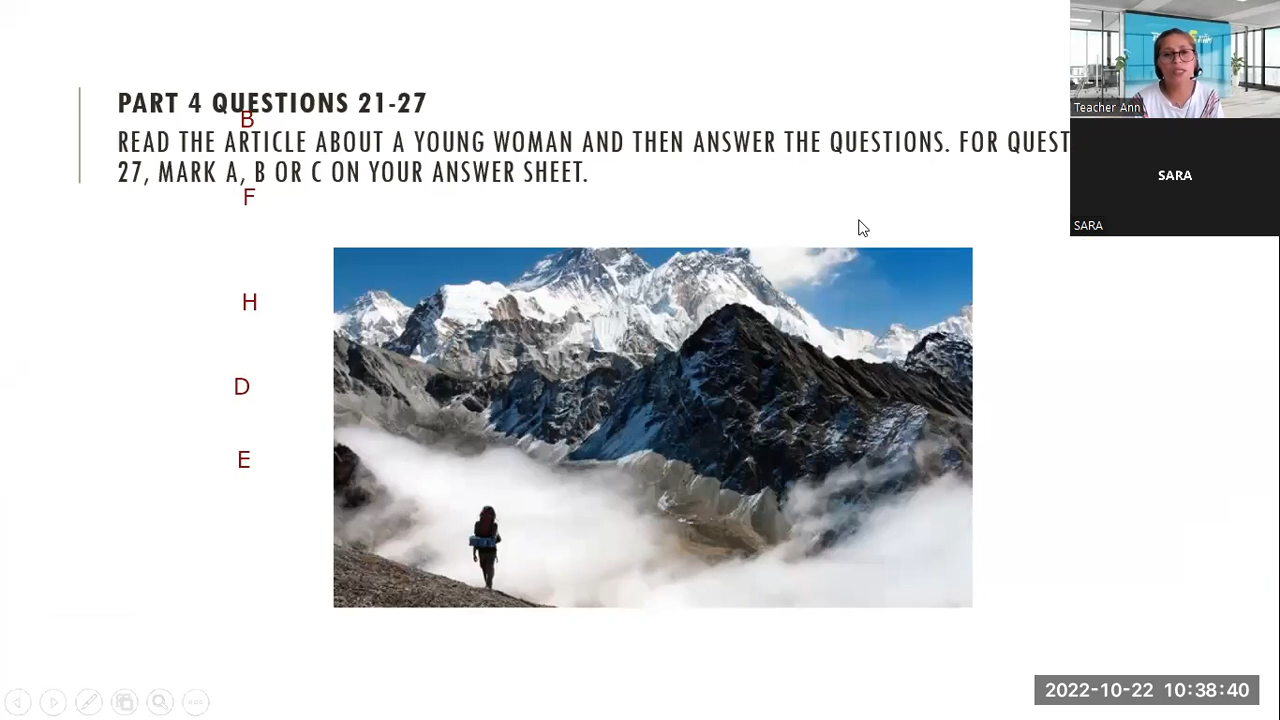 PART 4 QUESTIONS 21-27
B
READ THE ARTICLE ABOUT A YOUNG WOMAN AND THEN ANSWER THE QUESTIONS. FOR QUEST
27, MARK A, B OR C ON YOUR ANSWER SHEET.
F
H
D
E
Teacher Ann
SARA
SARA
2022-10-22 10:38:40